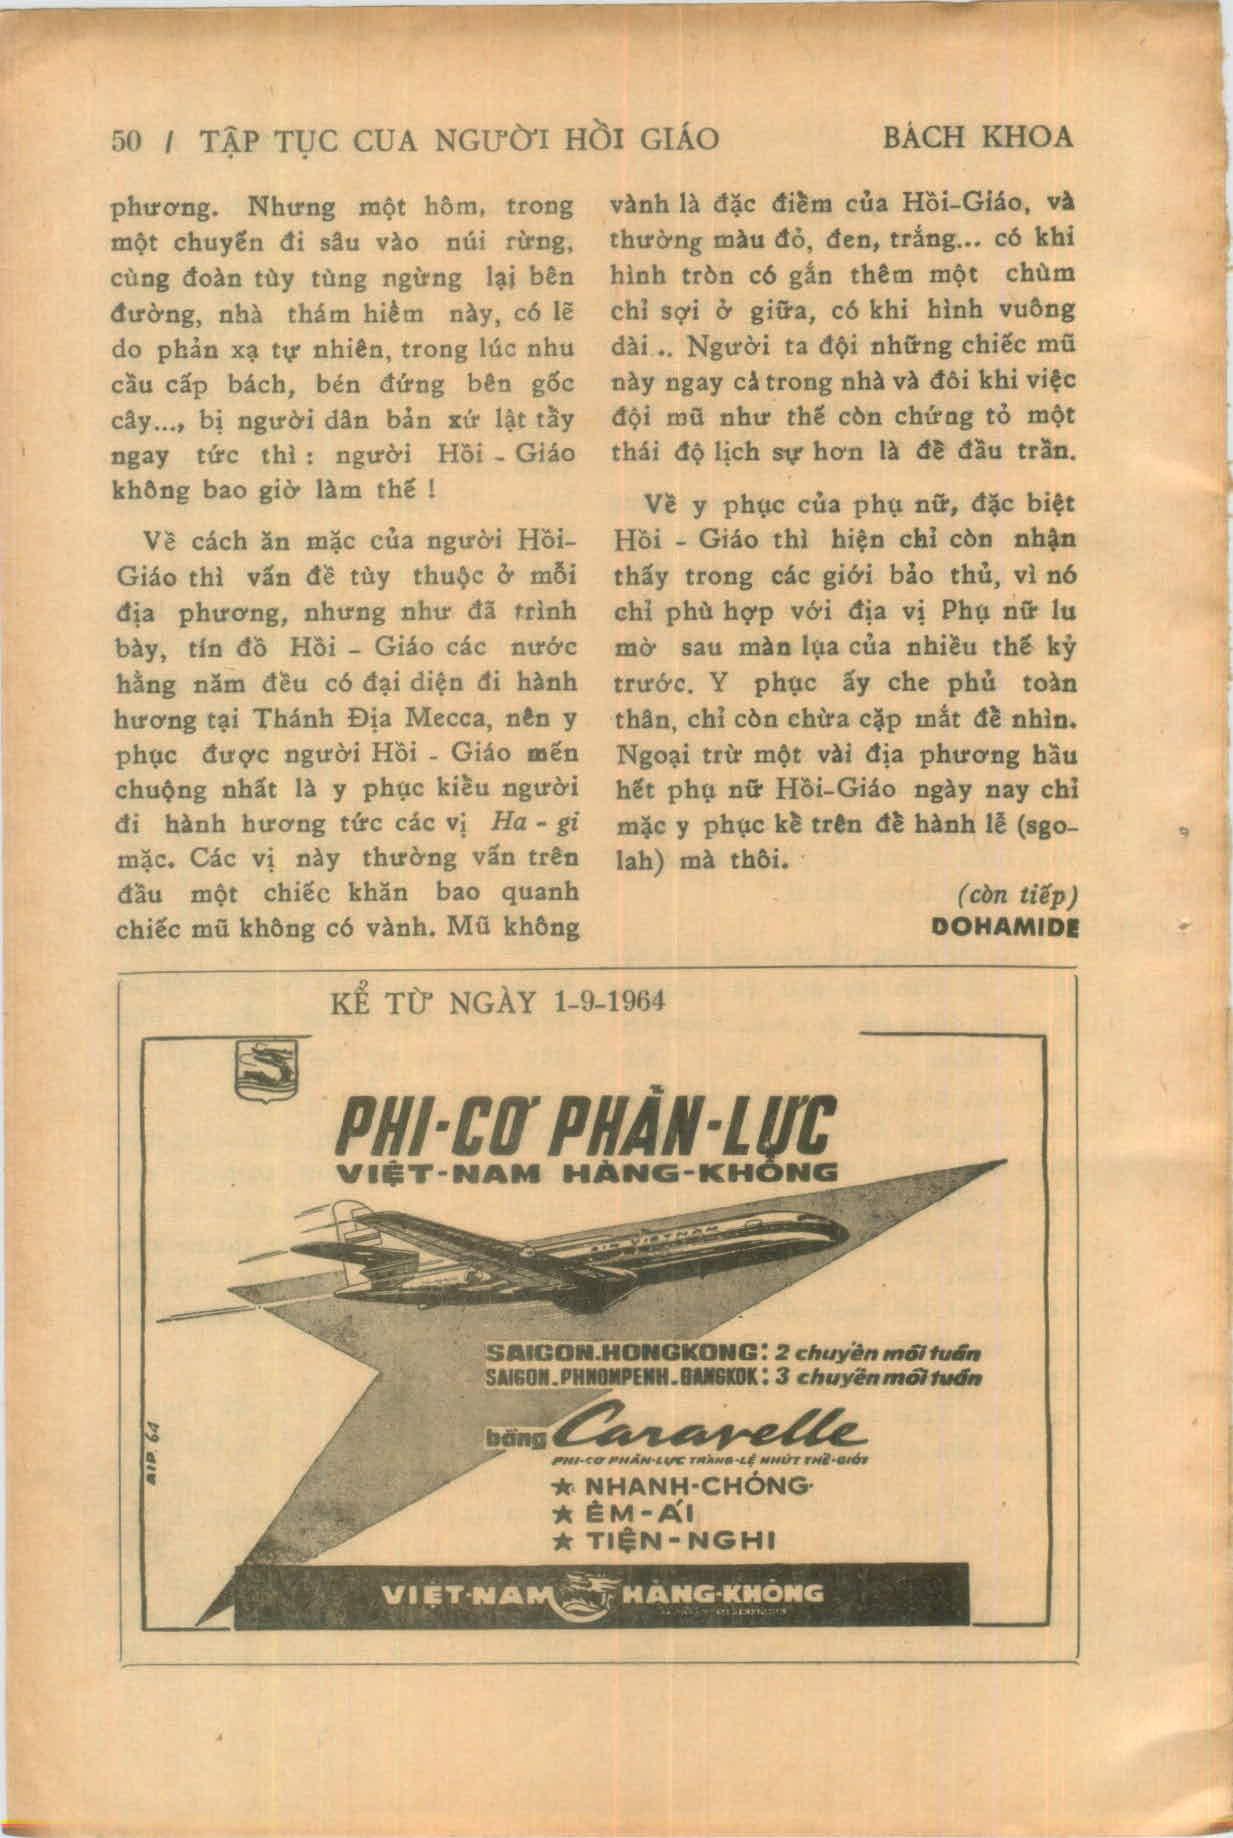 50 / TẬP TỤC CUA NGƯỜI HỒI GIÁO BÁCH KHOA
phương. Nhưng một hôm, trong
một chuyến đi sâu vào núi rừng,
cùng đoàn tùy tùng ngừng lại bên
đường, nhà thám hiểm này, có lẽ
do phản xạ tự nhiên, trong lúc nhu
cầu cấp bách, bén đứng bên gốc
cây..., bị người dân bản xứ lật tẩy
ngay tức thì : người Hồi - Giáo
không bao giờ làm thế !
Về cách ăn mặc của người Hồi-
Giáo thì vấn đề tùy thuộc ở mỗi
địa phương, nhưng như đã trình
bày, tín đồ Hồi - Giáo các nước
hằng năm đều có đại diện đi hành
hương tại Thánh Địa Mecca, nên y
phục được người Hồi - Giáo mến
chuộng nhất là y phục kiểu người
đi hành hương tức các vị Ha - gi
mặc. Các vị này thường vấn trên
đầu một chiếc khăn bao quanh
chiếc mũ không có vành. Mũ không
vành là đặc điểm của Hồi-Giáo, và
thường màu đỏ, đen, trắng... có khi
hình tròn có gắn thêm một chùm
chỉ sợi ở giữa, có khi hình vuông
dài .. Người ta đội những chiếc mũ
này ngay cả trong nhà và đôi khi việc
đội mũ như thế còn chứng tỏ một
thái độ lịch sự hơn là để đầu trần.
Về y phục của phụ nữ, đặc biệt
Hồi - Giáo thì hiện chỉ còn nhận
thấy trong các giới bảo thủ, vì nó
chỉ phù hợp với địa vị Phụ nữ lu
mờ sau màn lụa của nhiều thế kỷ
trước. Y phục ấy che phủ toàn
thân, chỉ còn chừa cặp mắt để nhìn.
Ngoại trừ một vài địa phương hầu
hết phụ nữ Hồi-Giáo ngày nay chỉ
mặc y phục kể trên để hành lễ (sgo-
lah) mà thôi.
(còn tiếp)
DOHAMIDE
KỂ TỪ NGÀY 1-9-1964
PHI-CƠ PHẢN-LỰC
VIỆT-NAM HÀNG-KHÔNG
AIR VIETNAM
SAIGON.HONGKONG: 2 chuyến mỗi tuần
SAIGON.PHNOMPENH.BANGKOK: 3 chuyến mỗi tuần
bằng Caravelle
PHI-CƠ PHẢN-LỰC TRÁNG-LỆ NHỨT THẾ-GIỚI
★ NHANH-CHÓNG
★ ÊM-ÁI
★ TIỆN-NGHI
AIP. 64
VIỆT-NAM HÀNG-KHÔNG